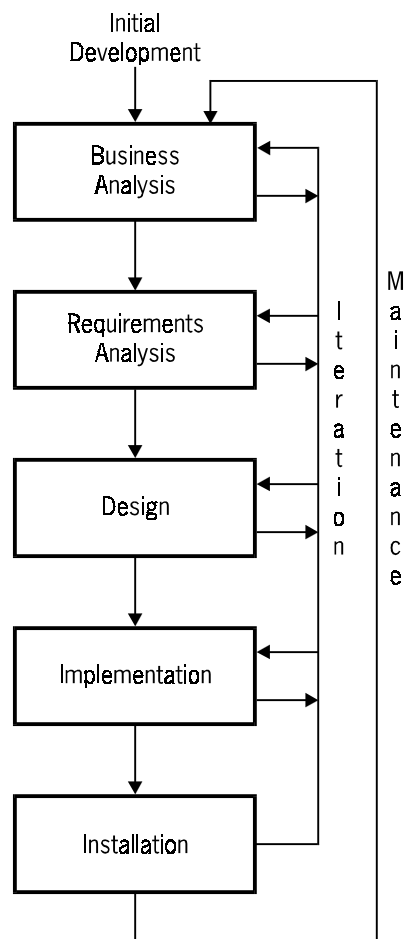 Initial
Development
Business
Analysis
Requirements
Analysis
Design
Implementation
Installation
Iteration
Maintenance